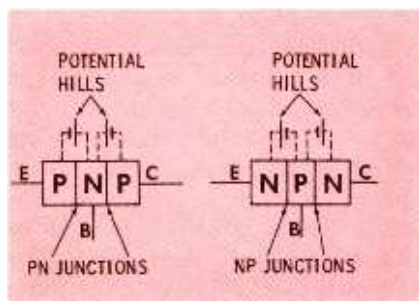 POTENTIAL
HILLS
E P N P C
B
PN JUNCTIONS
POTENTIAL
HILLS
E N P N C
B
NP JUNCTIONS